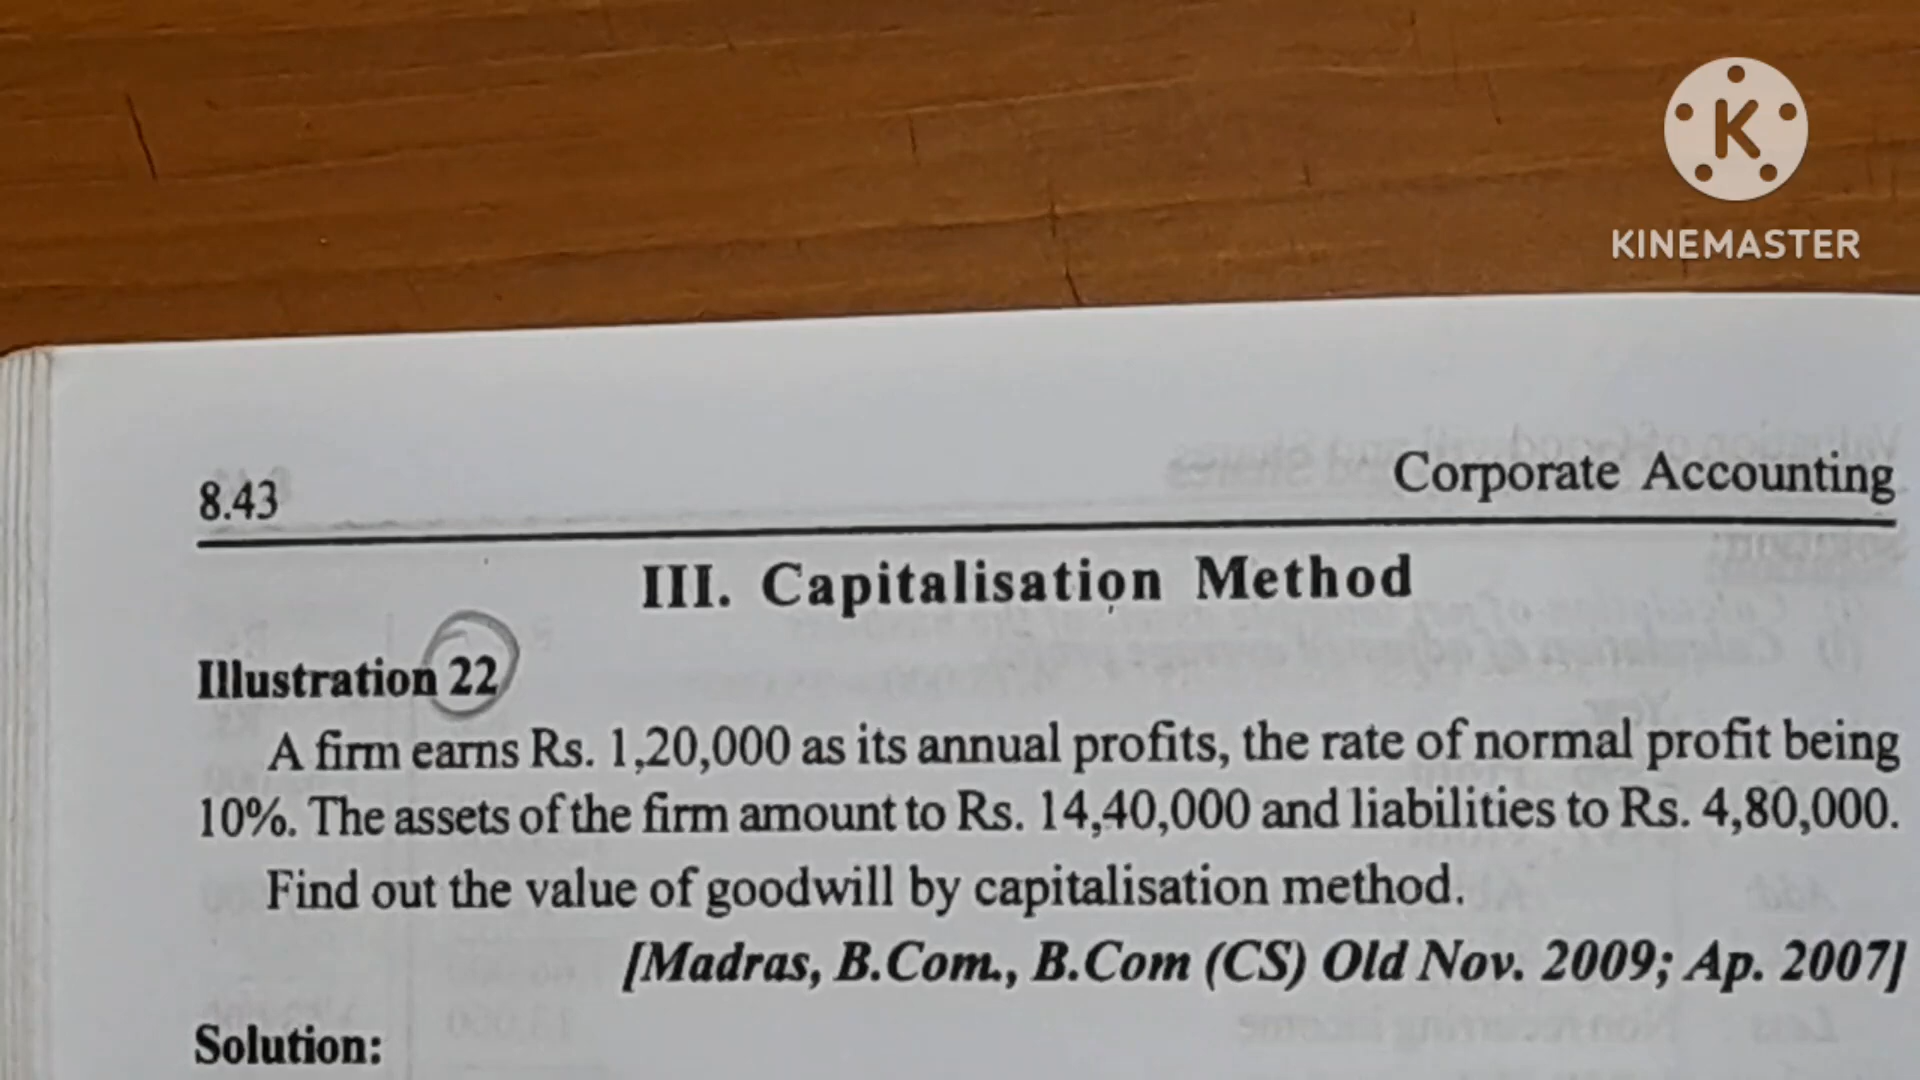 K
KINEMASTER
8.43
Corporate Accounting
III. Capitalisation Method
Illustration 22
A firm earns Rs. 1,20,000 as its annual profits, the rate of normal profit being
10%. The assets of the firm amount to Rs. 14,40,000 and liabilities to Rs. 4,80,000.
Find out the value of goodwill by capitalisation method.
[Madras, B.Com., B.Com (CS) Old Nov. 2009; Ap. 2007]
Solution: